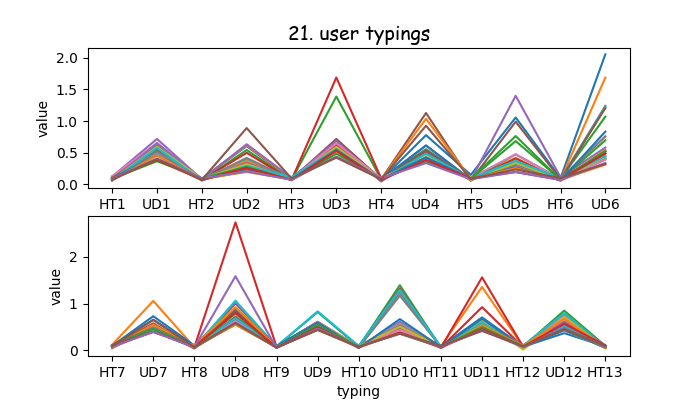 21. user typings
value
2.0
1.5
1.0
0.5
0.0
HT1 UD1 HT2 UD2 HT3 UD3 HT4 UD4 HT5 UD5 HT6 UD6
value
2
1
0
HT7 UD7 HT8 UD8 HT9 UD9 HT10 UD10 HT11 UD11 HT12 UD12 HT13
typing